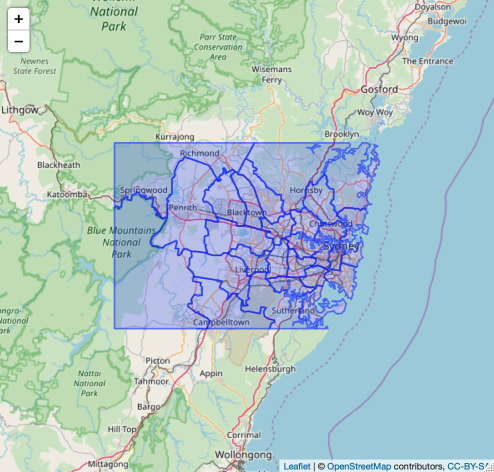 +
−
National
Park
Parr State
Conservation
Area
Doyalson
Budgewoi
Wyong
The Entrance
Newnes
State Forest
Wisemans
Ferry
Gosford
Lithgow
Woy Woy
Kurrajong
Brooklyn
Richmond
Blackheath
Katoomba
Springwood
Hornsby
Penrith
Blacktown
Chatswood
Blue Mountains
National
Park
Sydney
Liverpool
Sutherland
Campbelltown
Picton
Nattai
National
Park
Tahmoor
Appin
Helensburgh
Bargo
Hill Top
Corrimal
Wollongong
Mittagong
Leaflet | © OpenStreetMap contributors, CC-BY-S